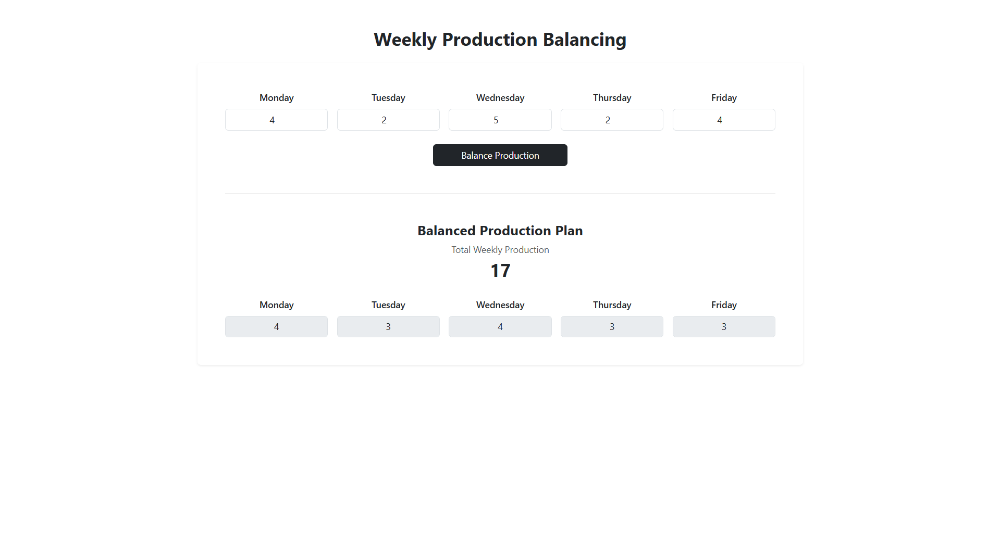 Weekly Production Balancing
Monday Tuesday Wednesday Thursday Friday
4 2 5 2 4
Balance Production
Balanced Production Plan
Total Weekly Production
17
Monday Tuesday Wednesday Thursday Friday
4 3 4 3 3